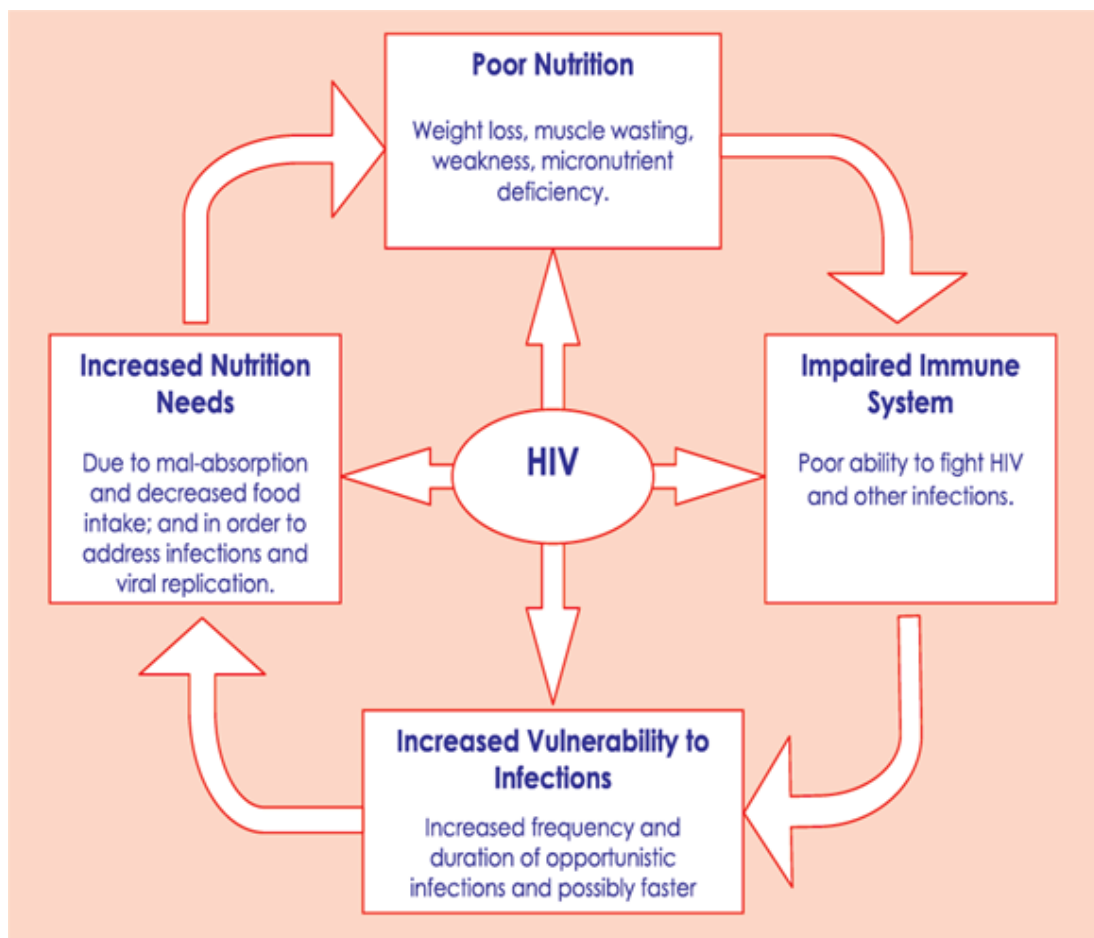 Poor Nutrition
Weight loss, muscle wasting,
weakness, micronutrient
deficiency.
Impaired Immune
System
Poor ability to fight HIV
and other infections.
Increased Vulnerability to
Infections
Increased frequency and
duration of opportunistic
infections and possibly faster
Increased Nutrition
Needs
Due to mal-absorption
and decreased food
intake; and in order to
address infections and
viral replication.
HIV